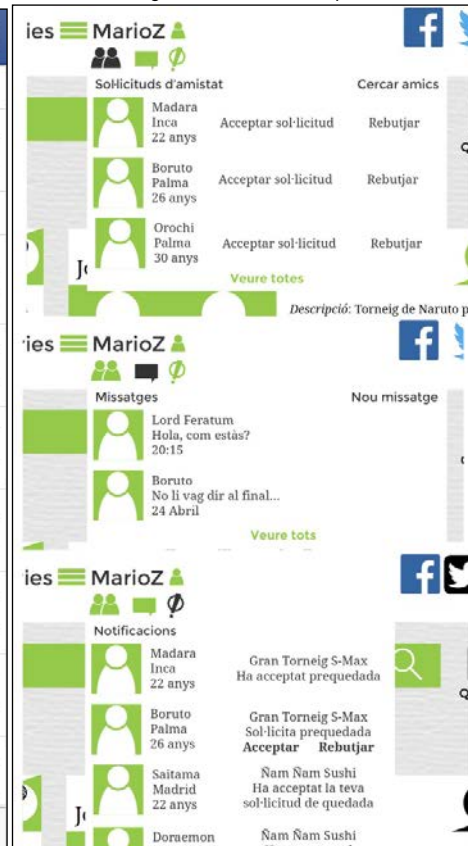 ies MarioZ
Sol·licituds d'amistat Cercar amics
Madara
Inca Acceptar sol·licitud Rebutjar
22 anys
Boruto
Palma Acceptar sol·licitud Rebutjar
26 anys
Orochi
Palma Acceptar sol·licitud Rebutjar
30 anys
Veure totes
Descripció: Torneig de Naruto p
ies MarioZ
Missatges Nou missatge
Lord Feratum
Hola, com estàs?
20:15
Boruto
No li vag dir al final...
24 Abril
Veure tots
ies MarioZ
Notificacions
Madara
Inca
22 anys
Gran Torneig S-Max
Ha acceptat prequedada
Boruto
Palma
26 anys
Gran Torneig S-Max
Sol·licita prequedada
Acceptar Rebutjar
Saitama
Madrid
22 anys
Ñam Ñam Sushi
Ha acceptat la teva
sol·licitud de quedada
Doraemon
Ñam Ñam Sushi